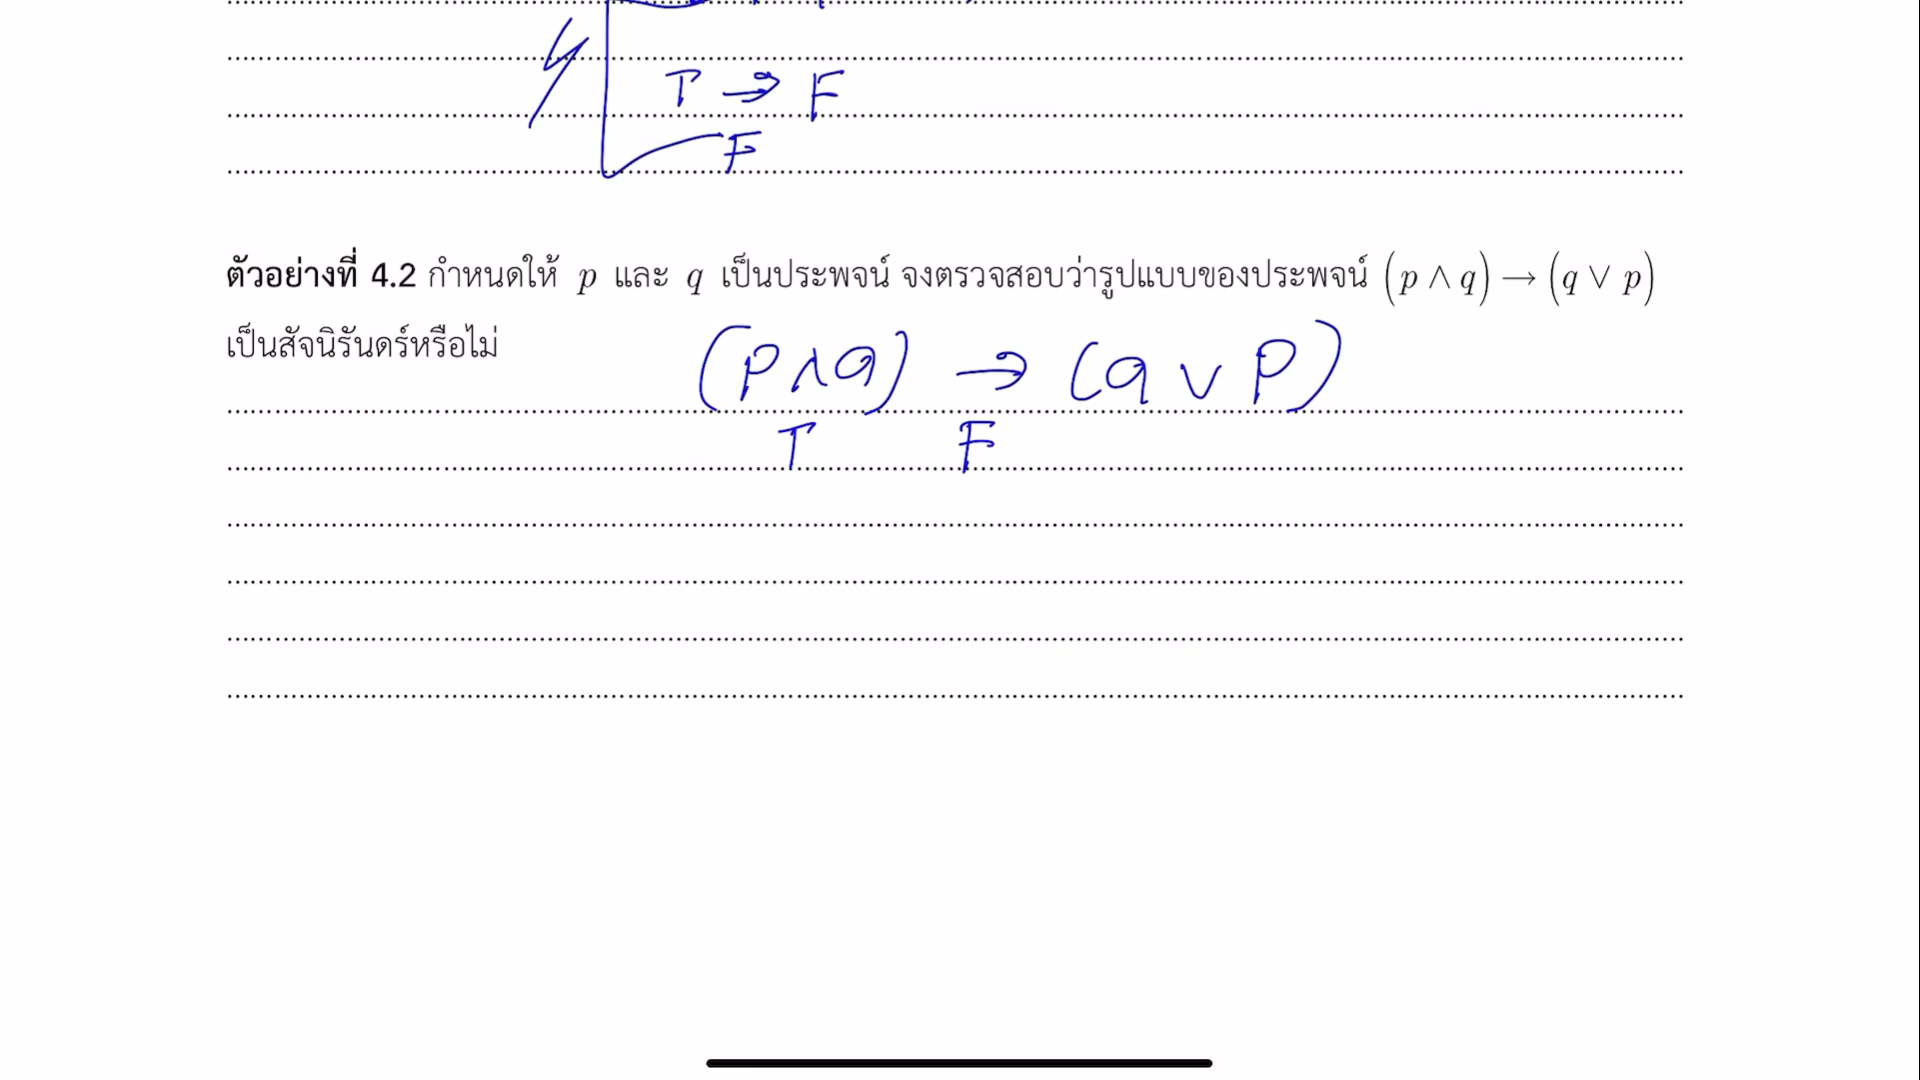 T → F
F
ตัวอย่างที่ 4.2 กำหนดให้ p และ q เป็นประพจน์ จงตรวจสอบว่ารูปแบบของประพจน์ (p ∧ q) → (q ∨ p)
เป็นสัจนิรันดร์หรือไม่
(p ∧ q) → (q ∨ p)
T F